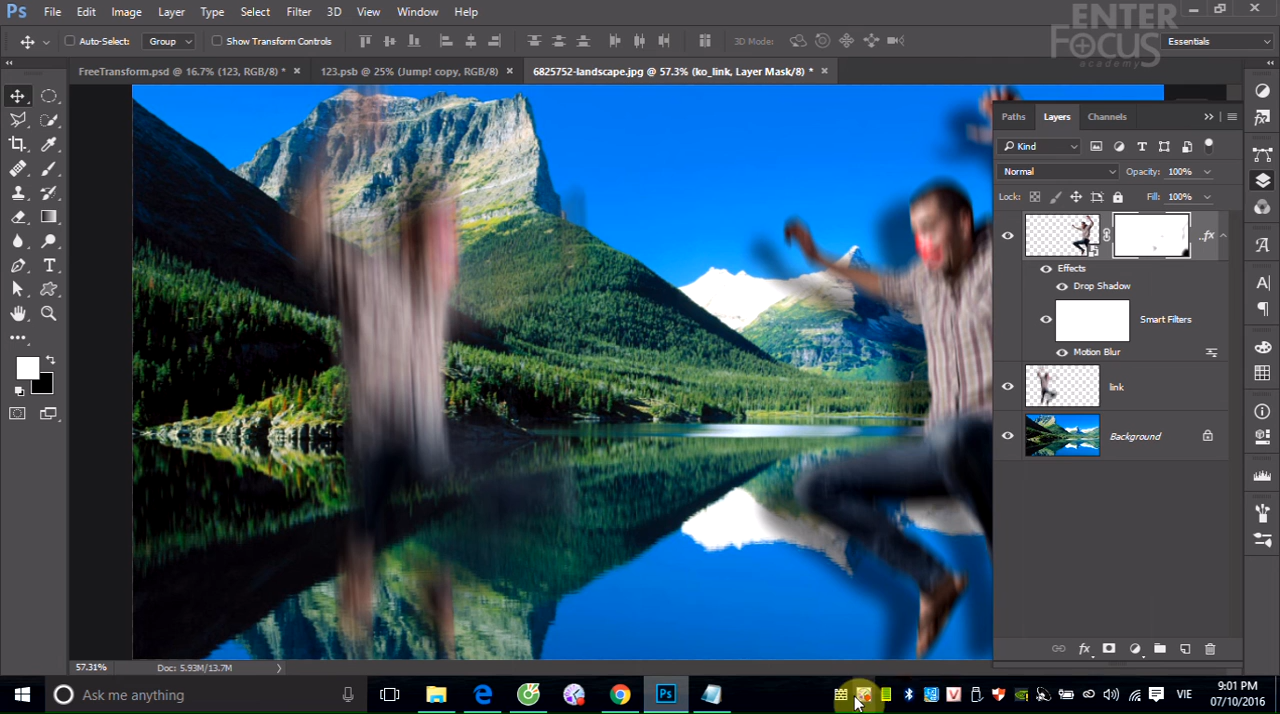 Ps File Edit Image Layer Type Select Filter 3D View Window Help
ENTER
FOCUS
academy
Auto-Select: Group Show Transform Controls 3D Mode: Essentials
FreeTransform.psd @ 16.7% (123, RGB/8) * × 123.psb @ 25% (Jump! copy, RGB/8) × 6825752-landscape.jpg @ 57.3% (ko_link, Layer Mask/8) * ×
Paths Layers Channels
Kind
Normal Opacity: 100%
Lock: Fill: 100%
fx
Effects
Drop Shadow
Smart Filters
Motion Blur
link
Background
57.31% Doc: 5.93M/13.7M
fx
Ask me anything
VIE
9:01 PM
07/10/2016